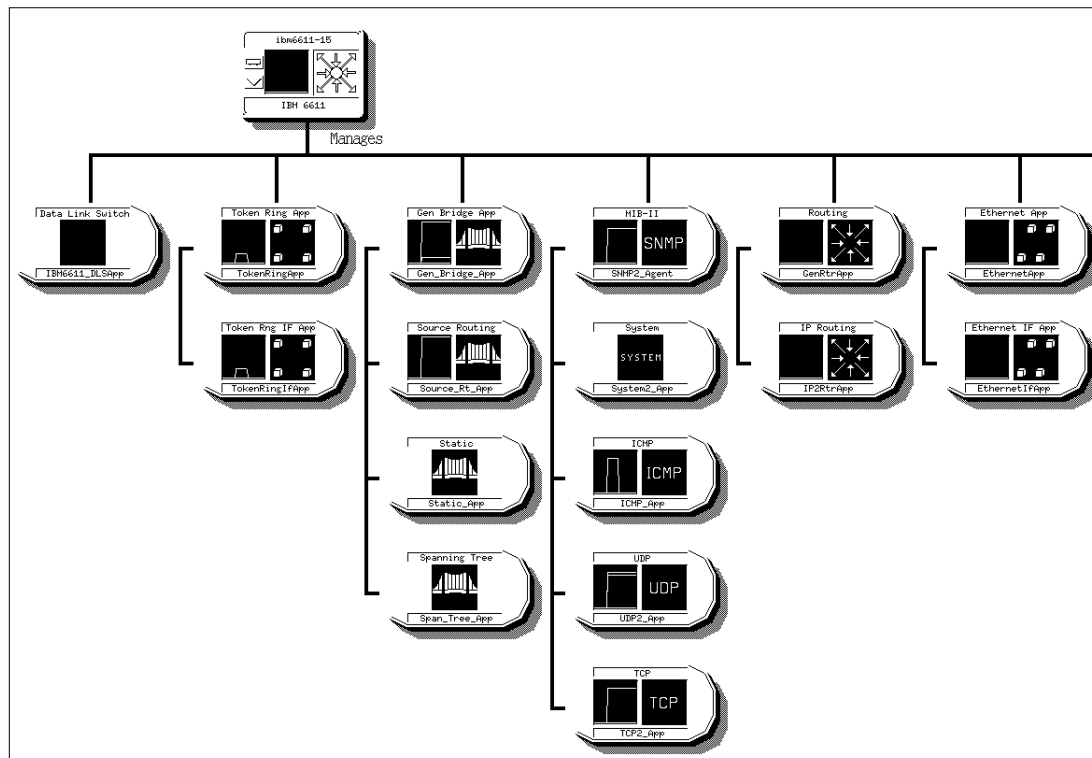 ibm6611-15
IBM 6611
Manages
Data Link Switch
IBM6611_DLSApp
Token Ring App
TokenRingApp
Gen Bridge App
Gen_Bridge_App
MIB-II
SNMP
SNMP2_Agent
Routing
GenRtrApp
Ethernet App
EthernetApp
Token Rng IF App
TokenRingIfApp
Source Routing
Source_Rt_App
System
SYSTEM
System2_App
IP Routing
IP2RtrApp
Ethernet IF App
EthernetIfApp
Static
Static_App
ICMP
ICMP
ICMP_App
Spanning Tree
Span_Tree_App
UDP
UDP
UDP2_App
TCP
TCP
TCP2_App